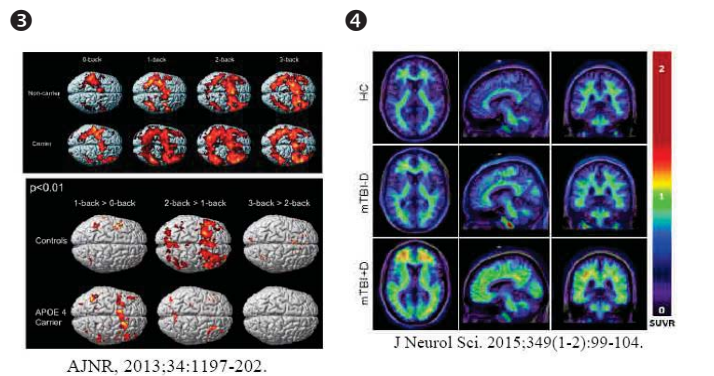 ❸
0-back 1-back 2-back 3-back
Non-carrier
Carrier
p<0.01
1-back > 0-back 2-back > 1-back 3-back > 2-back
Controls
APOE 4
Carrier
AJNR, 2013;34:1197-202.
❹
HC
mTBI-D
mTBI+D
2
1
0
SUVR
J Neurol Sci. 2015;349(1-2):99-104.